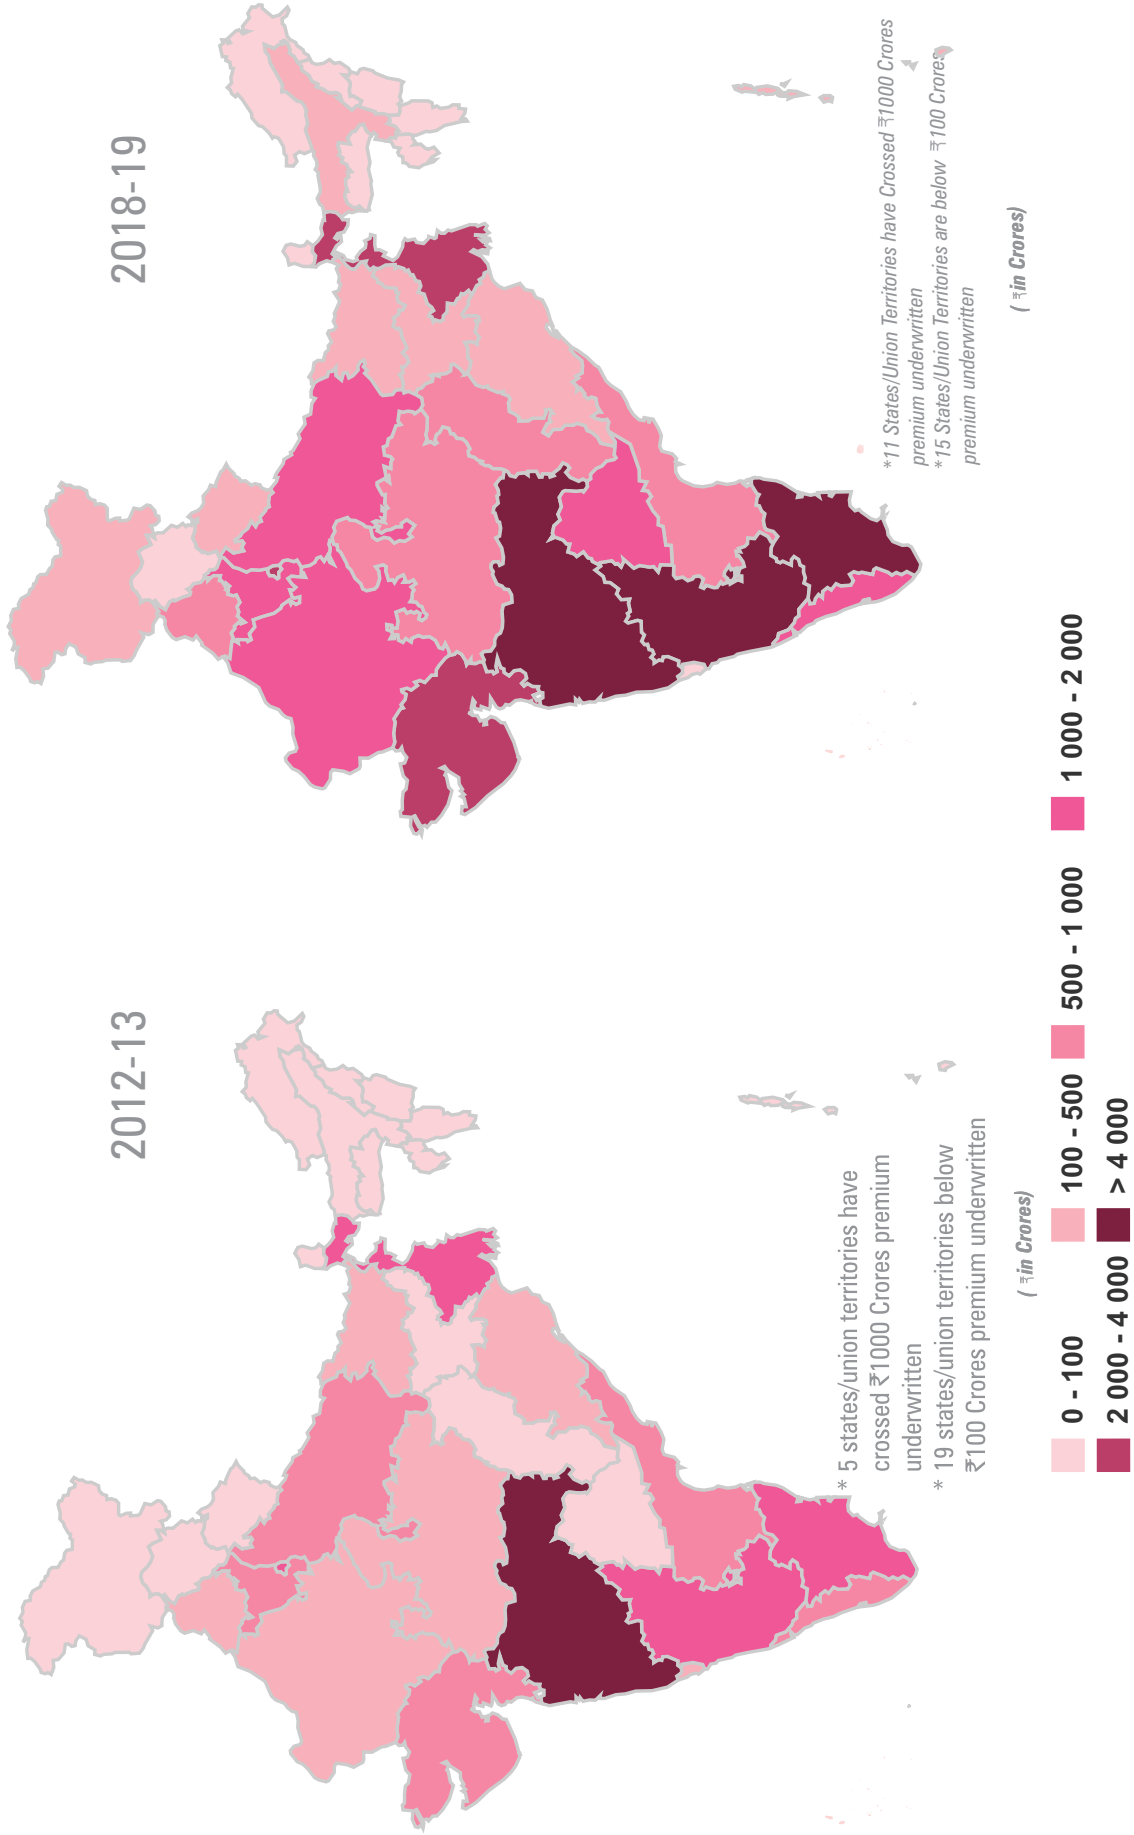 2012-13
* 5 states/union territories have
crossed ₹1000 Crores premium
underwritten
* 19 states/union territories below
₹100 Crores premium underwritten
( ₹in Crores)
2018-19
*11 States/Union Territories have Crossed ₹1000 Crores
premium underwritten
*15 States/Union Territories are below ₹100 Crores
premium underwritten
( ₹in Crores)
0 - 100
100 - 500
500 - 1 000
1 000 - 2 000
2 000 - 4 000
> 4 000